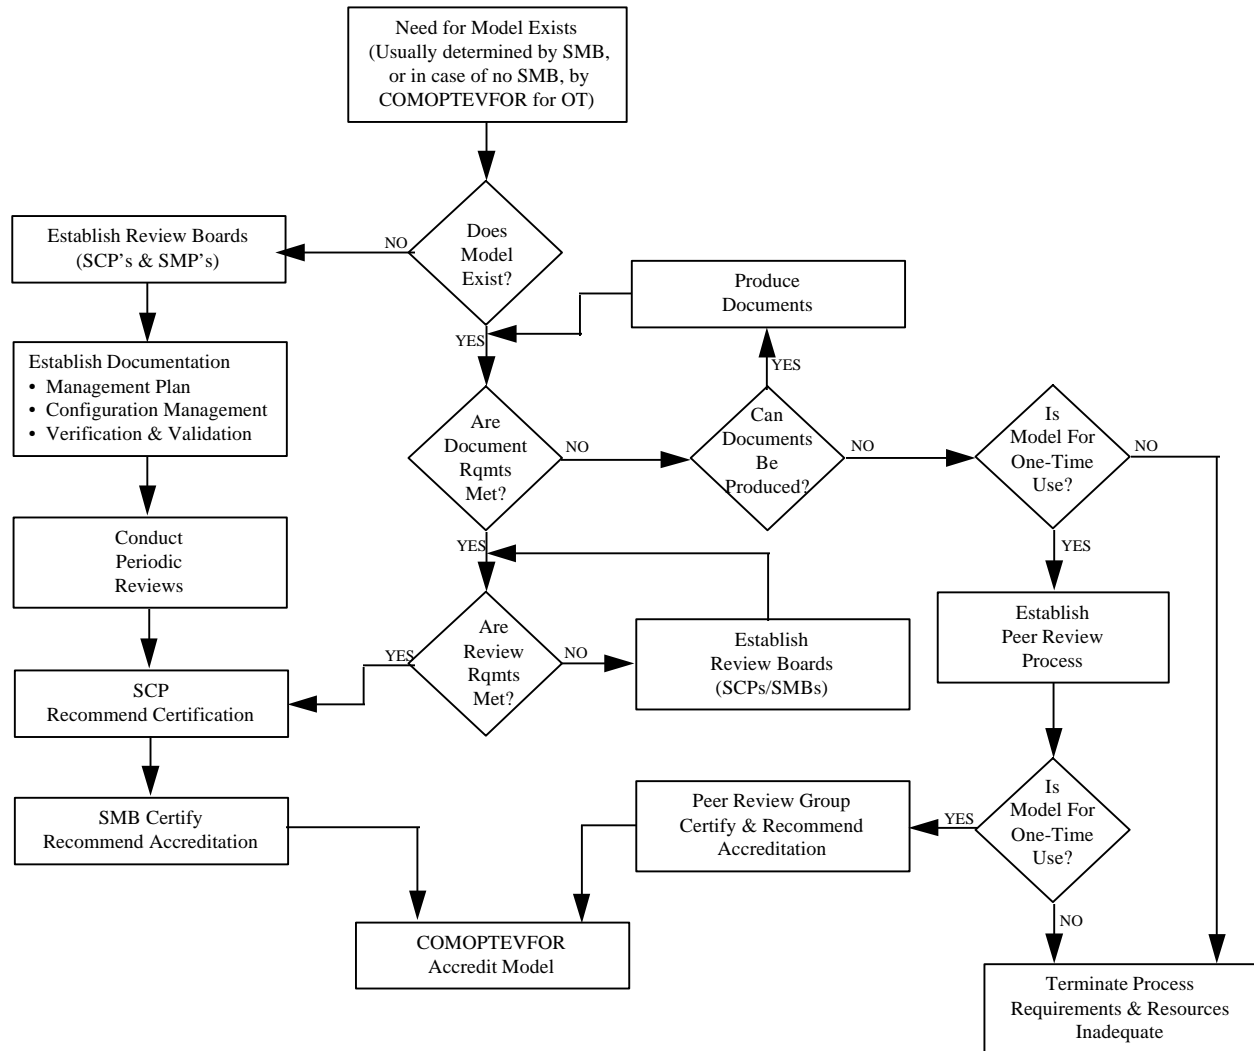 Need for Model Exists
(Usually determined by SMB,
or in case of no SMB, by
COMOPTEVFOR for OT)
Does
Model
Exist?
NO
YES
Establish Review Boards
(SCP's & SMP's)
Produce
Documents
Establish Documentation
• Management Plan
• Configuration Management
• Verification & Validation
Are
Document
Rqmts
Met?
NO
YES
Can
Documents
Be
Produced?
YES
NO
Is
Model For
One-Time
Use?
NO
YES
Conduct
Periodic
Reviews
Are
Review
Rqmts
Met?
YES
NO
Establish
Review Boards
(SCPs/SMBs)
Establish
Peer Review
Process
SCP
Recommend Certification
SMB Certify
Recommend Accreditation
Peer Review Group
Certify & Recommend
Accreditation
Is
Model For
One-Time
Use?
YES
NO
COMOPTEVFOR
Accredit Model
Terminate Process
Requirements & Resources
Inadequate